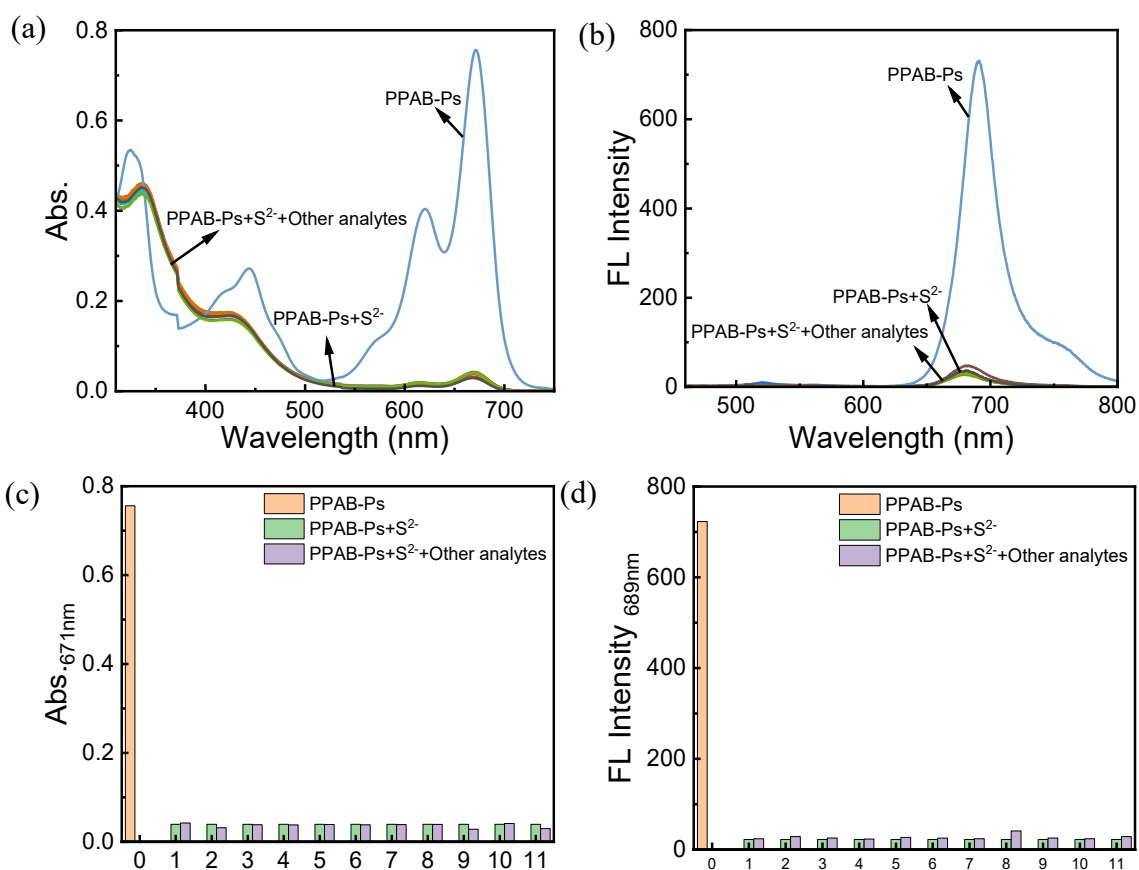 (a)
0.8
0.6
0.4
0.2
0.0
Abs.
PPAB-Ps
PPAB-Ps+S²⁻+Other analytes
PPAB-Ps+S²⁻
400 500 600 700
Wavelength (nm)
(b)
800
600
400
200
0
FL Intensity
PPAB-Ps
PPAB-Ps+S²⁻
PPAB-Ps+S²⁻+Other analytes
500 600 700 800
Wavelength (nm)
(c)
0.8
0.6
0.4
0.2
0.0
Abs.671nm
PPAB-Ps
PPAB-Ps+S²⁻
PPAB-Ps+S²⁻+Other analytes
0 1 2 3 4 5 6 7 8 9 10 11
(d)
800
600
400
200
0
FL Intensity 689nm
PPAB-Ps
PPAB-Ps+S²⁻
PPAB-Ps+S²⁻+Other analytes
0 1 2 3 4 5 6 7 8 9 10 11